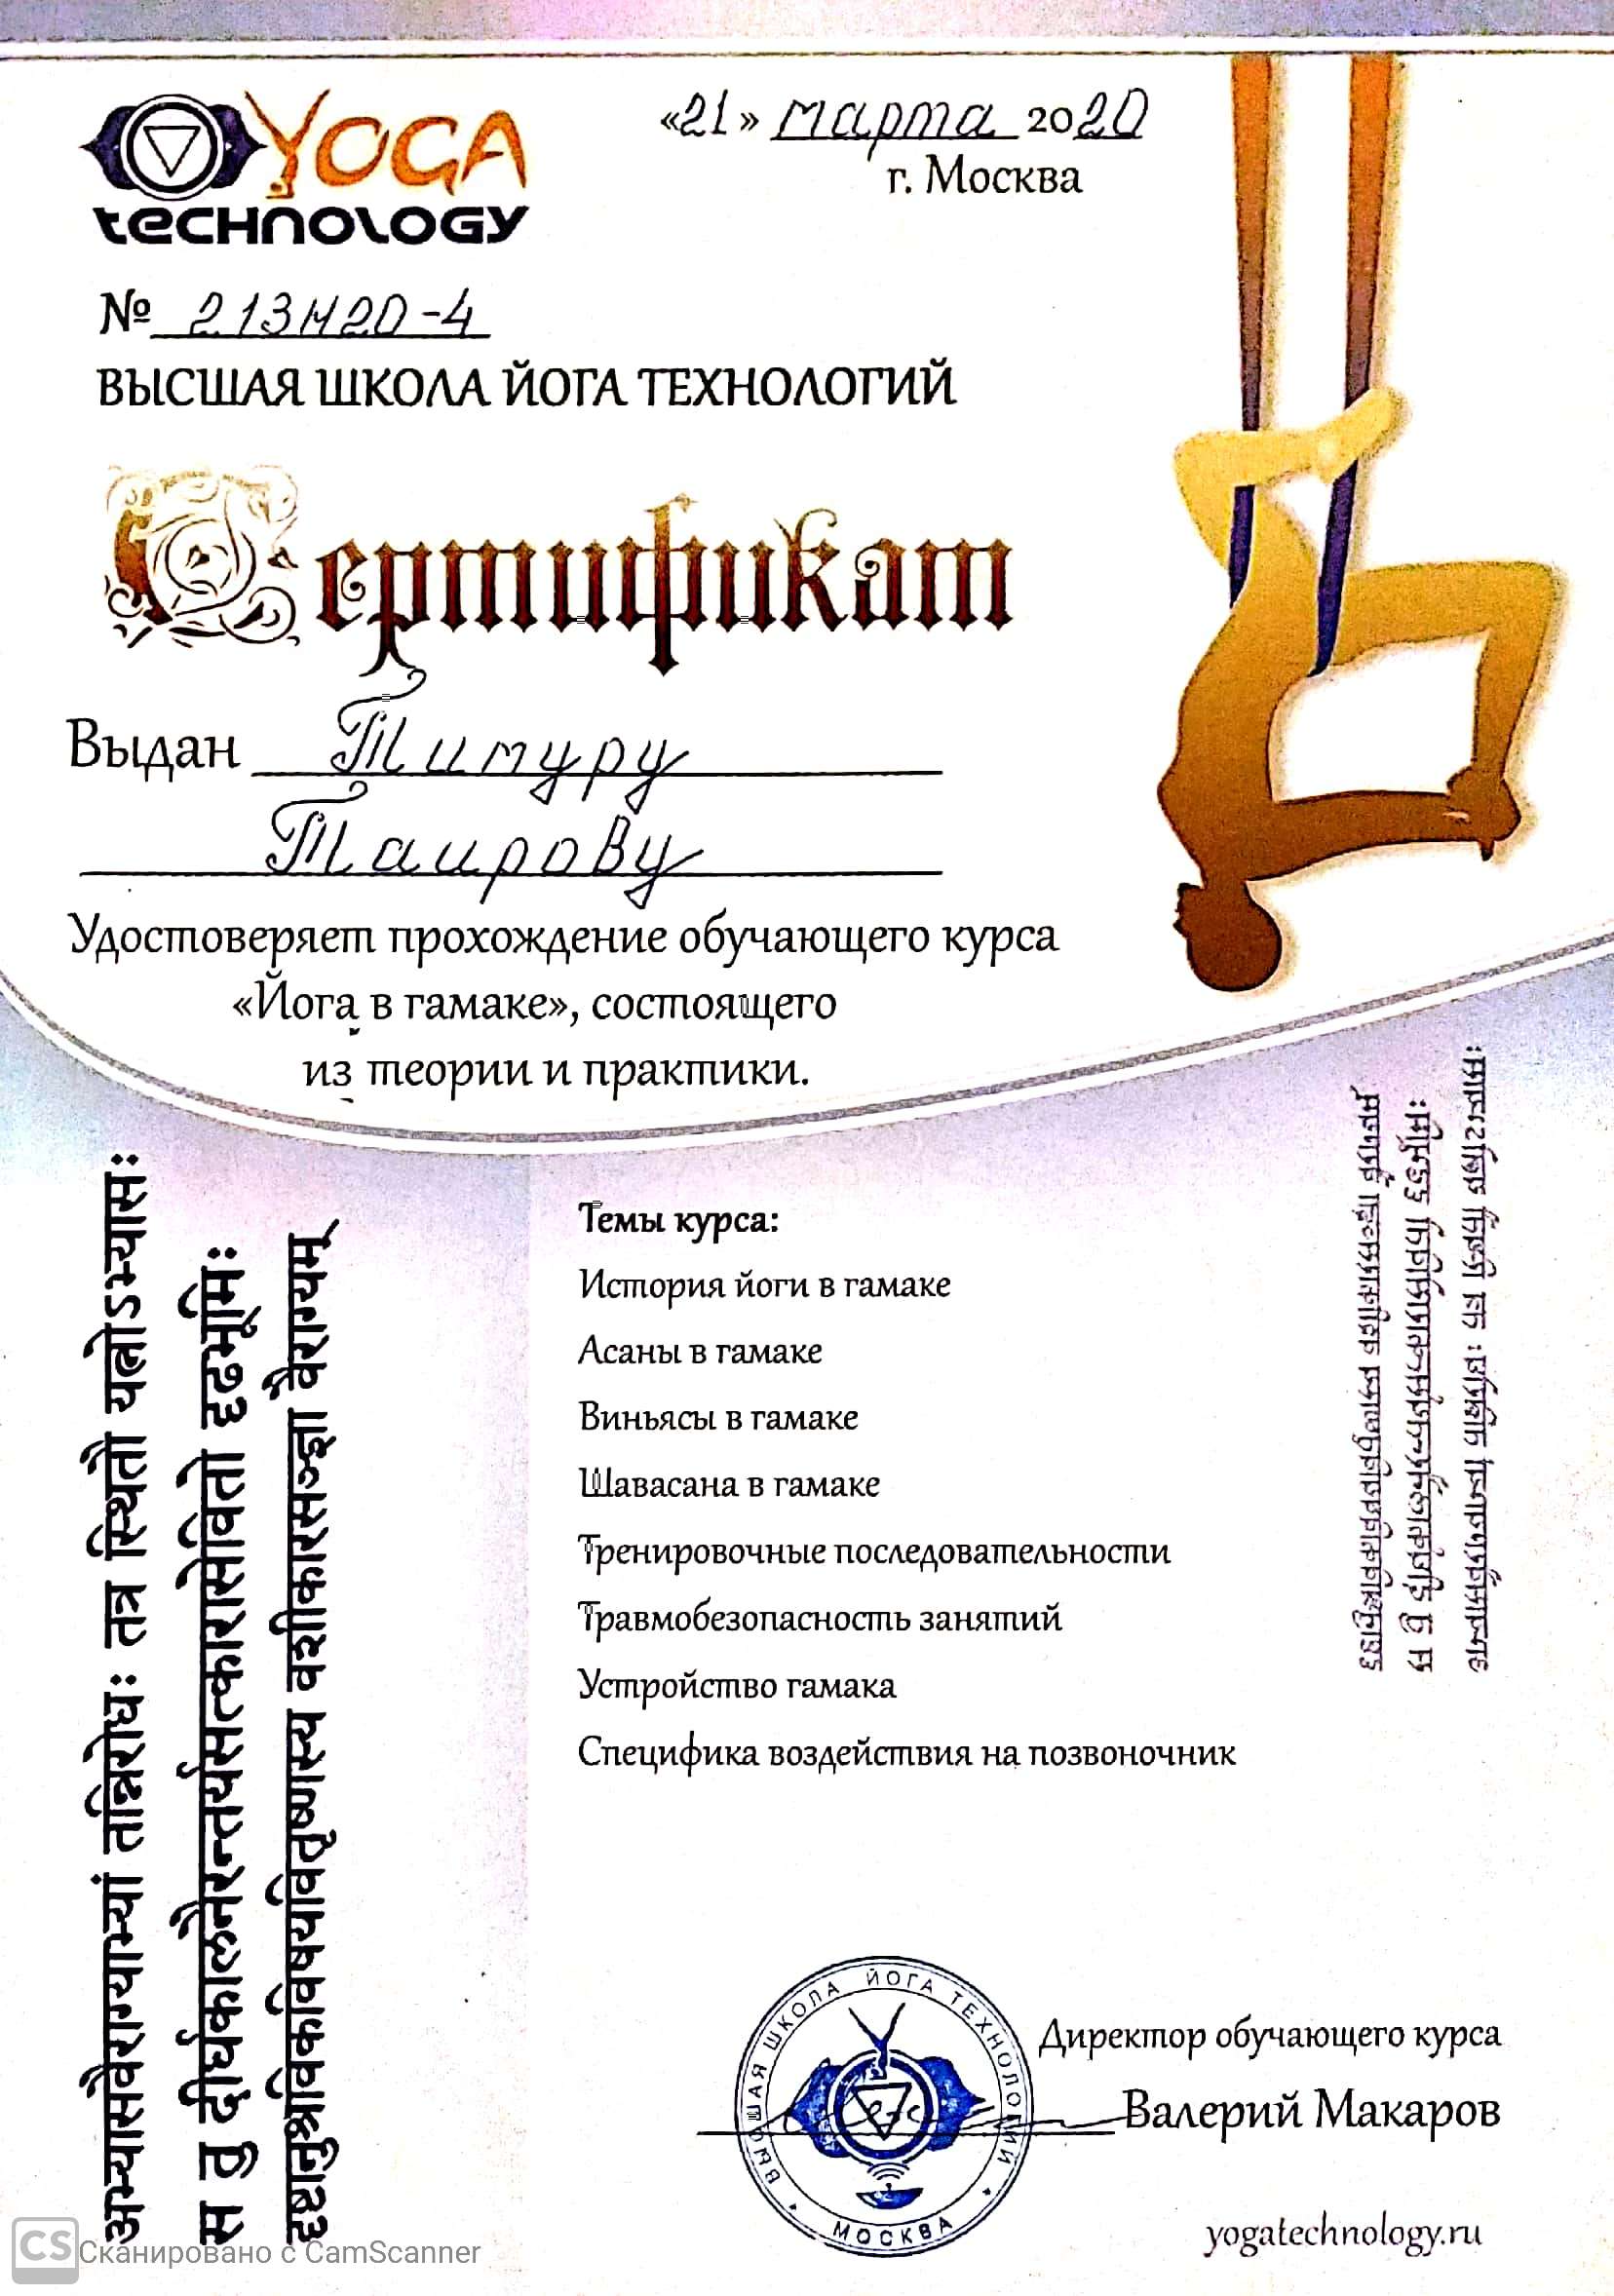 YOGA
TECHNOLOGY
«21» марта 2020
г. Москва
№ 213Н20-4
ВЫСШАЯ ШКОЛА ЙОГА ТЕХНОЛОГИЙ
Сертификат
Выдан Тимуру
Таирову
Удостоверяет прохождение обучающего курса
«Йога в гамаке», состоящего
из теории и практики.
अभ्यासवैराग्याभ्यां तन्निरोधः तत्र स्थितौ यत्नोऽभ्यासः
स तु दीर्घकालनैरन्तर्यसत्कारासेवितो दृढभूमिः
दृष्टानुश्रविकविषयवितृष्णस्य वशीकारसञ्ज्ञा वैराग्यम्
Темы курса:
История йоги в гамаке
Асаны в гамаке
Виньясы в гамаке
Шавасана в гамаке
Тренировочные последовательности
Травмобезопасность занятий
Устройство гамака
Специфика воздействия на позвоночник
ВЫСШАЯ ШКОЛА ЙОГА ТЕХНОЛОГИЙ
МОСКВА
Директор обучающего курса
Валерий Макаров
yogatechnology.ru
CS Сканировано с CamScanner